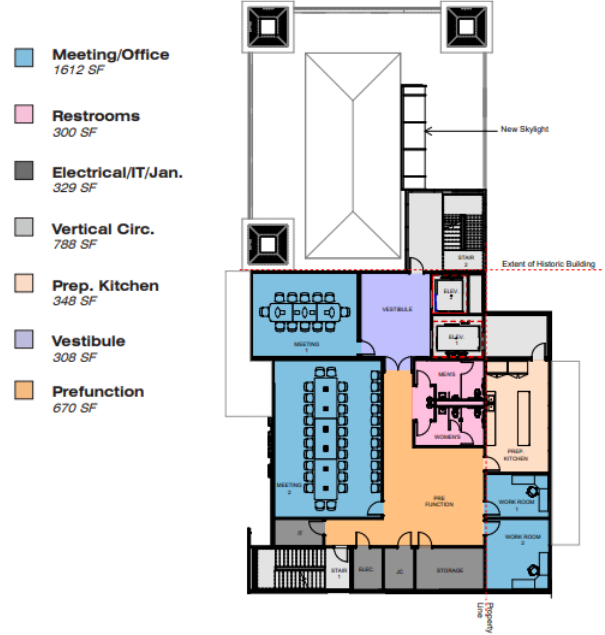 Meeting/Office
1612 SF
Restrooms
300 SF
Electrical/IT/Jan.
329 SF
Vertical Circ.
788 SF
Prep. Kitchen
348 SF
Vestibule
308 SF
Prefunction
670 SF
New Skylight
STAIR
2
Extent of Historic Building
ELEV.
2
VESTIBULE
ELEV.
1
MEETING
1
MEN'S
WOMEN'S
PREP.
KITCHEN
MEETING
2
PRE
FUNCTION
WORK ROOM
1
IT
WORK ROOM
2
STAIR
1
ELEC.
JC
STORAGE
Property
Line